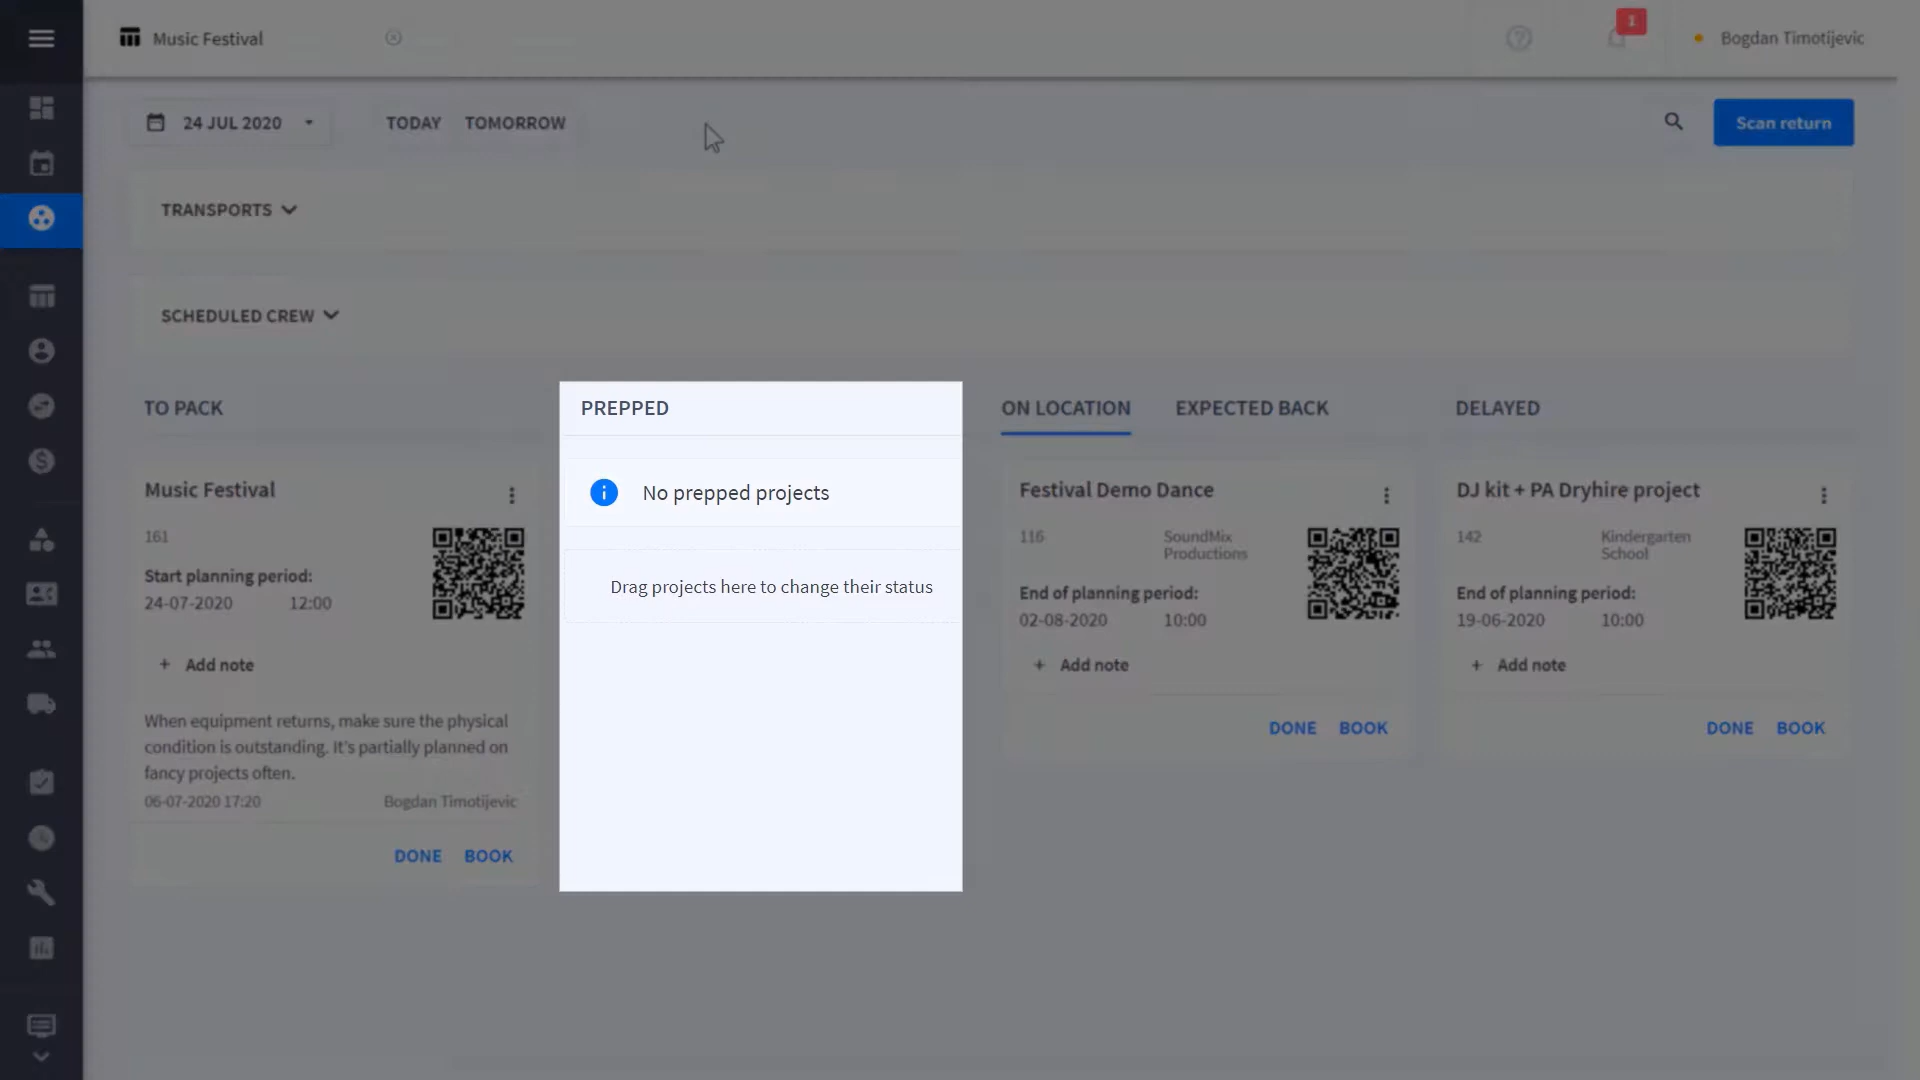 Music Festival
1
Bogdan Timotijevic
24 JUL 2020
TODAY
TOMORROW
Scan return
TRANSPORTS
SCHEDULED CREW
TO PACK
Music Festival
161
Start planning period:
24-07-2020 12:00
+ Add note
When equipment returns, make sure the physical
condition is outstanding. It's partially planned on
fancy projects often.
06-07-2020 17:20 Bogdan Timotijevic
DONE BOOK
PREPPED
No prepped projects
Drag projects here to change their status
ON LOCATION
EXPECTED BACK
Festival Demo Dance
116
SoundMix
Productions
End of planning period:
02-08-2020 10:00
+ Add note
DONE BOOK
DELAYED
DJ kit + PA Dryhire project
142
Kindergarten
School
End of planning period:
19-06-2020 10:00
+ Add note
DONE BOOK